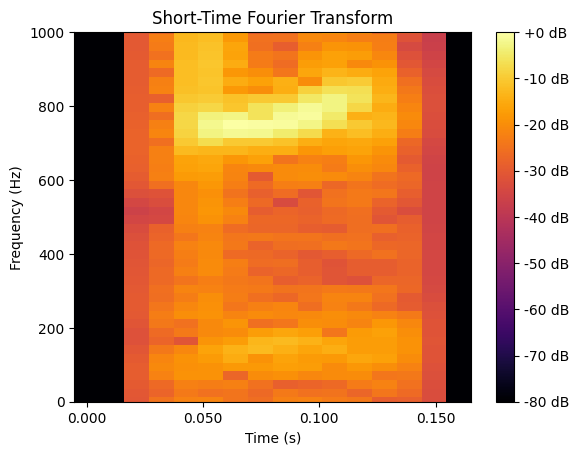 Short-Time Fourier Transform
1000
800
600
400
200
0
Frequency (Hz)
0.000
0.050
0.100
0.150
Time (s)
+0 dB
-10 dB
-20 dB
-30 dB
-40 dB
-50 dB
-60 dB
-70 dB
-80 dB